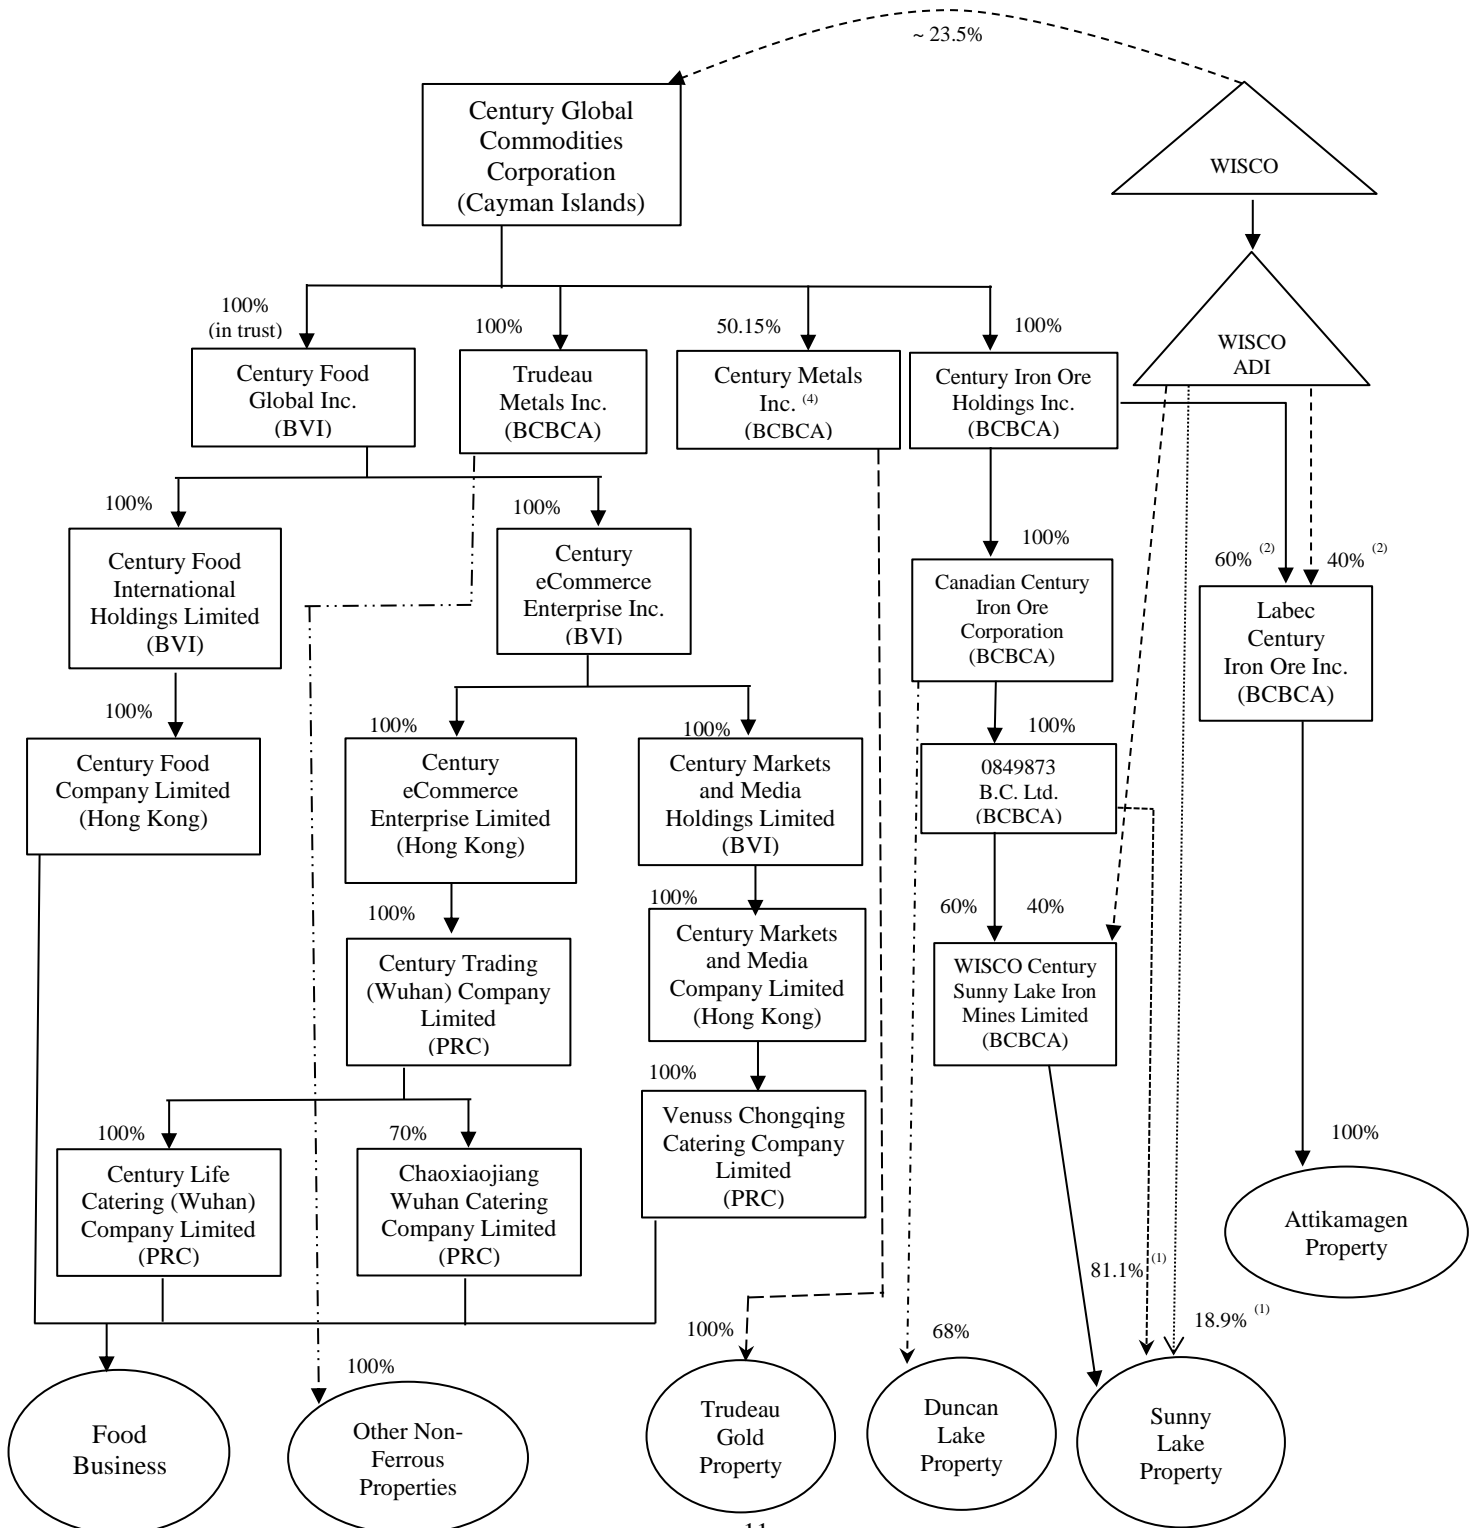 ~ 23.5%
Century Global
Commodities
Corporation
(Cayman Islands)
WISCO
WISCO
ADI
100%
(in trust)
100%
50.15%
100%
Century Food
Global Inc.
(BVI)
Trudeau
Metals Inc.
(BCBCA)
Century Metals
Inc. (4)
(BCBCA)
Century Iron Ore
Holdings Inc.
(BCBCA)
100%
100%
100%
60% (2)
40% (2)
Century Food
International
Holdings Limited
(BVI)
Century
eCommerce
Enterprise Inc.
(BVI)
Canadian Century
Iron Ore
Corporation
(BCBCA)
Labec
Century
Iron Ore Inc.
(BCBCA)
100%
100%
100%
100%
Century Food
Company Limited
(Hong Kong)
Century
eCommerce
Enterprise Limited
(Hong Kong)
Century Markets
and Media
Holdings Limited
(BVI)
0849873
B.C. Ltd.
(BCBCA)
100%
100%
60%
40%
Century Trading
(Wuhan) Company
Limited
(PRC)
Century Markets
and Media
Company Limited
(Hong Kong)
WISCO Century
Sunny Lake Iron
Mines Limited
(BCBCA)
100%
70%
100%
100%
Century Life
Catering (Wuhan)
Company Limited
(PRC)
Chaoxiaojiang
Wuhan Catering
Company Limited
(PRC)
Venuss Chongqing
Catering Company
Limited
(PRC)
Attikamagen
Property
81.1% (1)
18.9% (1)
100%
100%
68%
Food
Business
Other Non-
Ferrous
Properties
Trudeau
Gold
Property
Duncan
Lake
Property
Sunny
Lake
Property
11